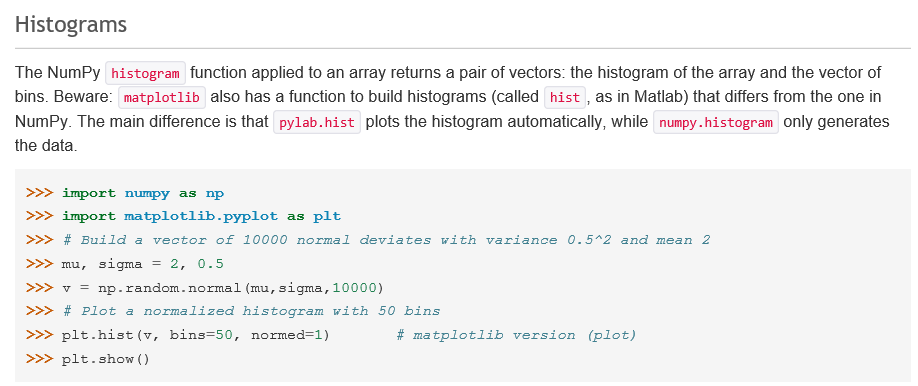 Histograms
The NumPy histogram function applied to an array returns a pair of vectors: the histogram of the array and the vector of
bins. Beware: matplotlib also has a function to build histograms (called hist , as in Matlab) that differs from the one in
NumPy. The main difference is that pylab.hist plots the histogram automatically, while numpy.histogram only generates
the data.
>>> import numpy as np
>>> import matplotlib.pyplot as plt
>>> # Build a vector of 10000 normal deviates with variance 0.5^2 and mean 2
>>> mu, sigma = 2, 0.5
>>> v = np.random.normal(mu,sigma,10000)
>>> # Plot a normalized histogram with 50 bins
>>> plt.hist(v, bins=50, normed=1)       # matplotlib version (plot)
>>> plt.show()